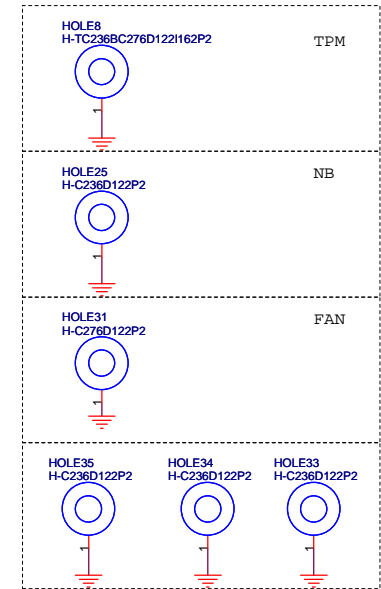 HOLE8
H-TC236BC276D122I162P2
TPM
1
HOLE25
H-C236D122P2
NB
1
HOLE31
H-C276D122P2
FAN
1
HOLE35
H-C236D122P2
1
HOLE34
H-C236D122P2
1
HOLE33
H-C236D122P2
1